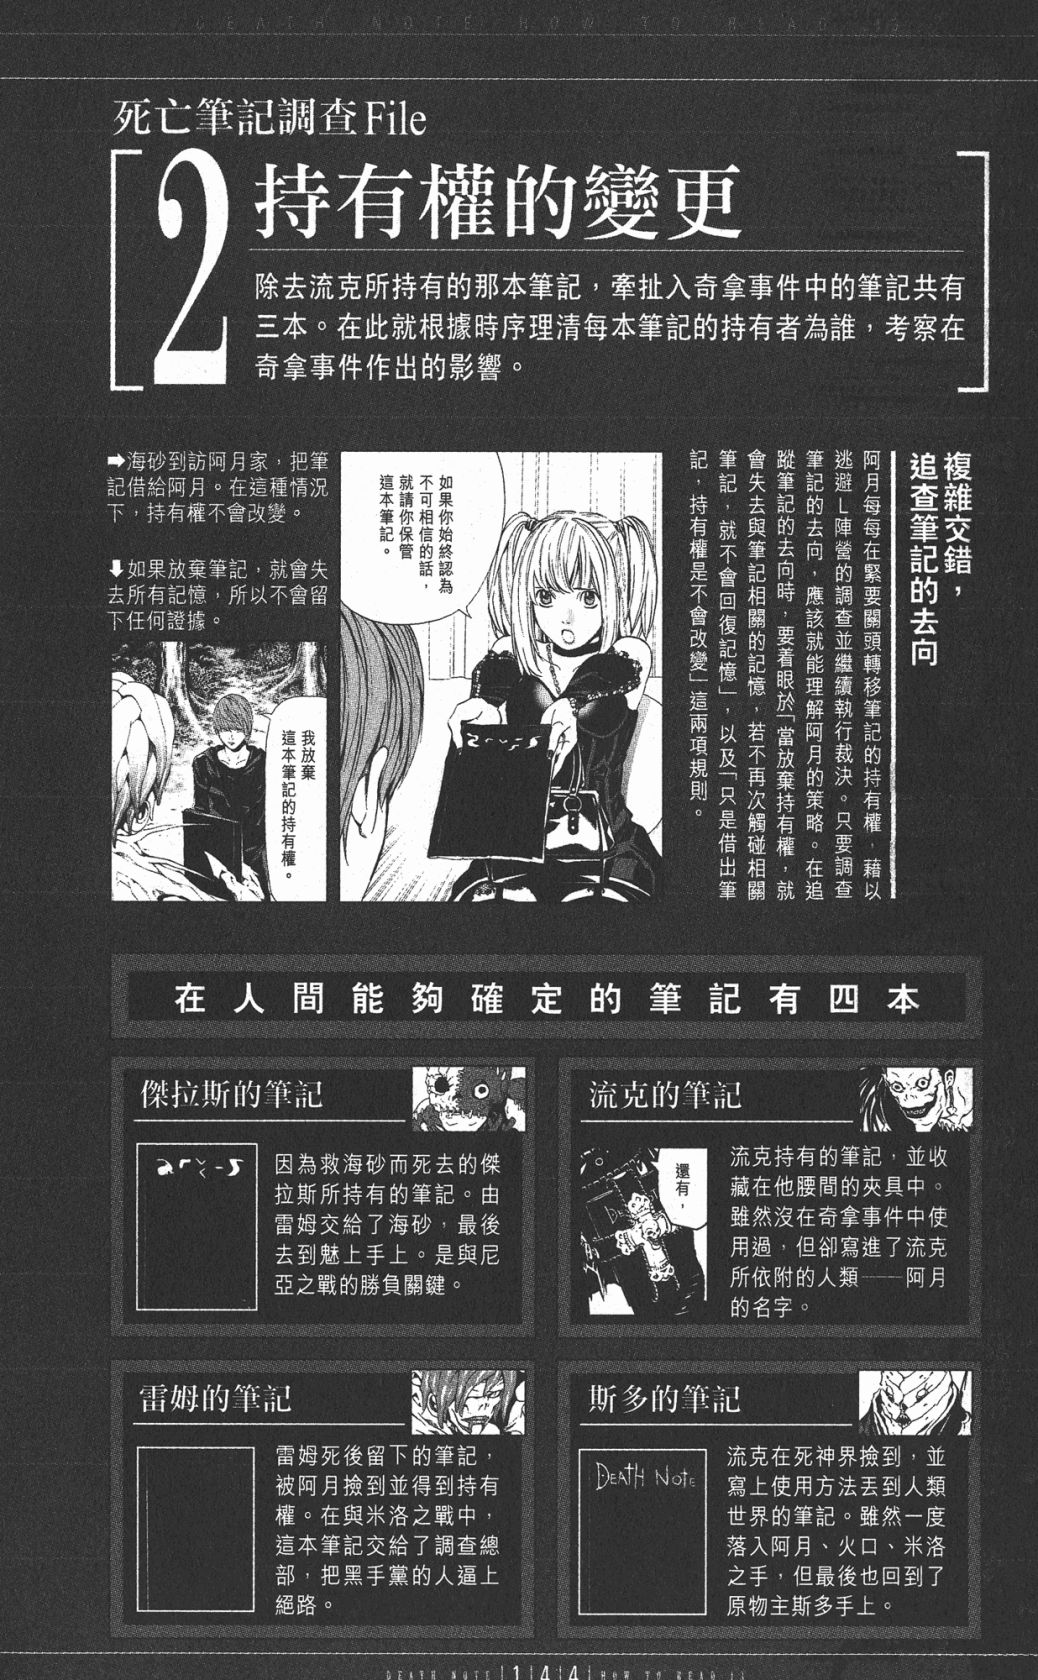 DEATH NOTE HOW TO READ 13
死亡筆記調查File
2
持有權的變更
除去流克所持有的那本筆記，牽扯入奇拿事件中的筆記共有
三本。在此就根據時序理清每本筆記的持有者為誰，考察在
奇拿事件作出的影響。
複雜交錯，
追查筆記的去向
阿月每每在緊要關頭轉移筆記的持有權，藉以
逃避L陣營的調查並繼續執行裁決。只要調查
筆記的去向，應該就能理解阿月的策略。在追
蹤筆記的去向時，要着眼於「當放棄持有權，就
會失去與筆記相關的記憶，若不再次觸碰相關
筆記，就不會回復記憶」，以及「只是借出筆
記，持有權是不會改變」這兩項規則。
如果你始終認為
不可相信的話，
就請你保管
這本筆記。
➡海砂到訪阿月家，把筆
記借給阿月。在這種情況
下，持有權不會改變。
⬇如果放棄筆記，就會失
去所有記憶，所以不會留
下任何證據。
我放棄
這本筆記的持有權。
在人間能夠確定的筆記有四本
傑拉斯的筆記
因為救海砂而死去的傑
拉斯所持有的筆記。由
雷姆交給了海砂，最後
去到魅上手上。是與尼
亞之戰的勝負關鍵。
流克的筆記
還有，
流克持有的筆記，並收
藏在他腰間的夾具中。
雖然沒在奇拿事件中使
用過，但卻寫進了流克
所依附的人類——阿月
的名字。
雷姆的筆記
雷姆死後留下的筆記，
被阿月撿到並得到持有
權。在與米洛之戰中，
這本筆記交給了調查總
部，把黑手黨的人逼上
絕路。
斯多的筆記
DEATH NOTE
流克在死神界撿到，並
寫上使用方法丟到人類
世界的筆記。雖然一度
落入阿月、火口、米洛
之手，但最後也回到了
原物主斯多手上。
DEATH NOTE |1|4|4| HOW TO READ 13